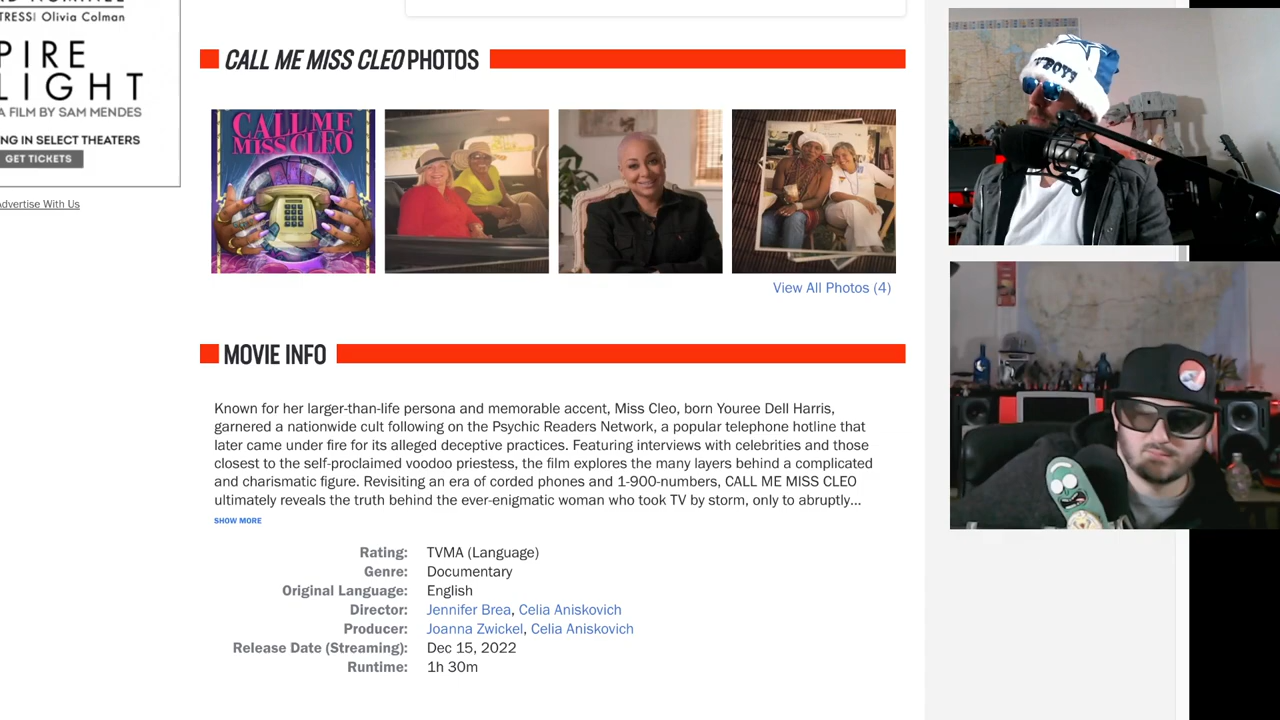 TRESS! Olivia Colman
PIRE
LIGHT
A FILM BY SAM MENDES
NG IN SELECT THEATERS
GET TICKETS
Advertise With Us
CALL ME MISS CLEO PHOTOS
CALL ME
MISS CLEO
COWBOYS
View All Photos (4)
MOVIE INFO
Known for her larger-than-life persona and memorable accent, Miss Cleo, born Youree Dell Harris,
garnered a nationwide cult following on the Psychic Readers Network, a popular telephone hotline that
later came under fire for its alleged deceptive practices. Featuring interviews with celebrities and those
closest to the self-proclaimed voodoo priestess, the film explores the many layers behind a complicated
and charismatic figure. Revisiting an era of corded phones and 1-900-numbers, CALL ME MISS CLEO
ultimately reveals the truth behind the ever-enigmatic woman who took TV by storm, only to abruptly...
SHOW MORE
Rating: TVMA (Language)
Genre: Documentary
Original Language: English
Director: Jennifer Brea, Celia Aniskovich
Producer: Joanna Zwickel, Celia Aniskovich
Release Date (Streaming): Dec 15, 2022
Runtime: 1h 30m